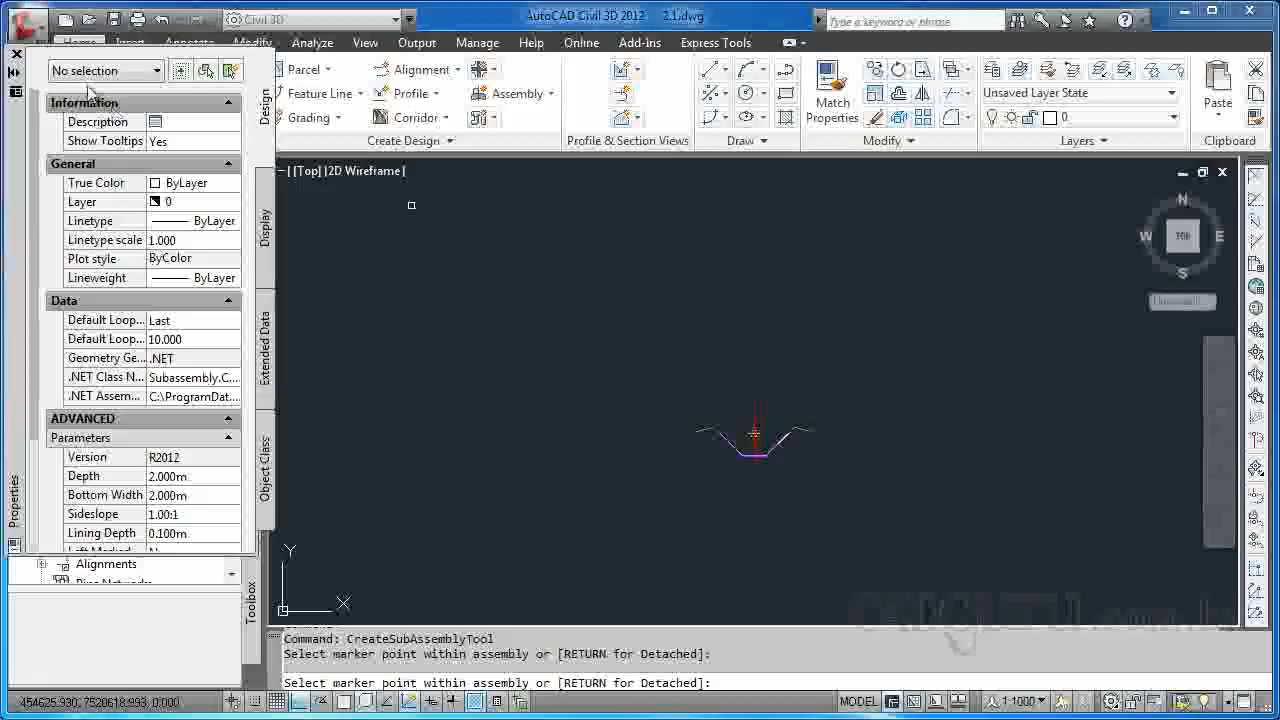 Civil 3D
AutoCAD Civil 3D 2012 2.1.dwg
Type a keyword or phrase
Home Insert Modify Analyze View Output Manage Help Online Add-Ins Express Tools
No selection
Parcel
Alignment
Feature Line
Profile
Assembly
Grading
Corridor
Create Design
Profile & Section Views
Draw
Match
Properties
Modify
Unsaved Layer State
0
Layers
Paste
Clipboard
Information
Description
Show Tooltips Yes
General
True Color ByLayer
Layer 0
Linetype ByLayer
Linetype scale 1.000
Plot style ByColor
Lineweight ByLayer
Data
Default Loop... Last
Default Loop... 10.000
Geometry Ge... .NET
.NET Class N... Subassembly.C...
.NET Assem... C:\ProgramDat...
ADVANCED
Parameters
Version R2012
Depth 2.000m
Bottom Width 2.000m
Sideslope 1.00:1
Lining Depth 0.100m
Design
Display
Extended Data
Object Class
Properties
Alignments
Toolbox
[Top] [2D Wireframe]
N
W
TOP
E
S
Y
X
Command: CreateSubAssemblyTool
Select marker point within assembly or [RETURN for Detached]:
Select marker point within assembly or [RETURN for Detached]:
454625.930, 7520618.993, 0.000
MODEL
1:1000